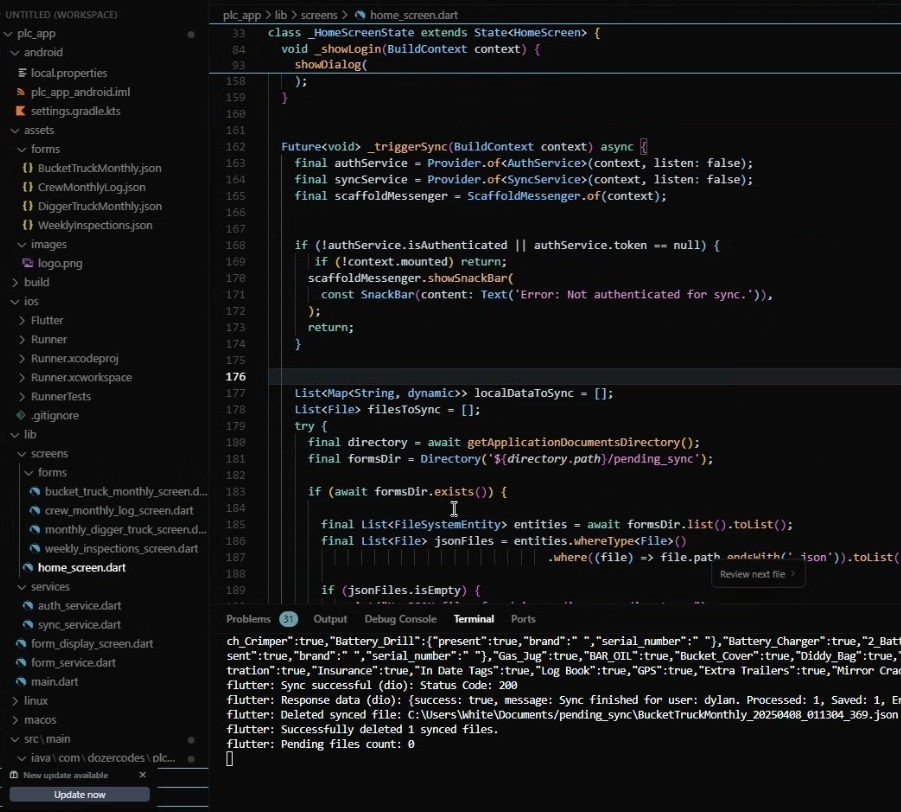 UNTITLED (WORKSPACE)
plc_app
android
local.properties
plc_app_android.iml
settings.gradle.kts
assets
forms
{} BucketTruckMonthly.json
{} CrewMonthlyLog.json
{} DiggerTruckMonthly.json
{} WeeklyInspections.json
images
logo.png
build
ios
Flutter
Runner
Runner.xcodeproj
Runner.xcworkspace
RunnerTests
.gitignore
lib
screens
forms
bucket_truck_monthly_screen.d...
crew_monthly_log_screen.dart
monthly_digger_truck_screen.d...
weekly_inspections_screen.dart
home_screen.dart
services
auth_service.dart
sync_service.dart
form_display_screen.dart
form_service.dart
main.dart
linux
macos
src\main
java\com\dozercodes\plc...
New update available
Update now
plc_app > lib > screens > home_screen.dart
33 class _HomeScreenState extends State<HomeScreen> {
84 void _showLogin(BuildContext context) {
93 showDialog(
158 );
159 }
160
161
162 Future<void> _triggerSync(BuildContext context) async {
163 final authService = Provider.of<AuthService>(context, listen: false);
164 final syncService = Provider.of<SyncService>(context, listen: false);
165 final scaffoldMessenger = ScaffoldMessenger.of(context);
166
167
168 if (!authService.isAuthenticated || authService.token == null) {
169 if (!context.mounted) return;
170 scaffoldMessenger.showSnackBar(
171 const SnackBar(content: Text('Error: Not authenticated for sync.')),
172 );
173 return;
174 }
175
176
177 List<Map<String, dynamic>> localDataToSync = [];
178 List<File> filesToSync = [];
179 try {
180 final directory = await getApplicationDocumentsDirectory();
181 final formsDir = Directory('${directory.path}/pending_sync');
182
183 if (await formsDir.exists()) {
184
185 final List<FileSystemEntity> entities = await formsDir.list().toList();
186 final List<File> jsonFiles = entities.whereType<File>()
187 .where((file) => file.path.endsWith('.json')).toList(
188
189 if (jsonFiles.isEmpty) {
Review next file >
Problems 31 Output Debug Console Terminal Ports
ch_Crimper":true,"Battery_Drill":{"present":true,"brand":" ","serial_number":" "},"Battery_Charger":true,"2_Batt
sent":true,"brand":" ","serial_number":" "},"Gas_Jug":true,"BAR_OIL":true,"Bucket_Cover":true,"Diddy_Bag":true,"
tration":true,"Insurance":true,"In Date Tags":true,"Log Book":true,"GPS":true,"Extra Trailers":true,"Mirror Crac
flutter: Sync successful (dio): Status Code: 200
flutter: Response data (dio): {success: true, message: Sync finished for user: dylan. Processed: 1, Saved: 1, Er
flutter: Deleted synced file: C:\Users\White\Documents/pending_sync\BucketTruckMonthly_20250408_011304_369.json
flutter: Successfully deleted 1 synced files.
flutter: Pending files count: 0